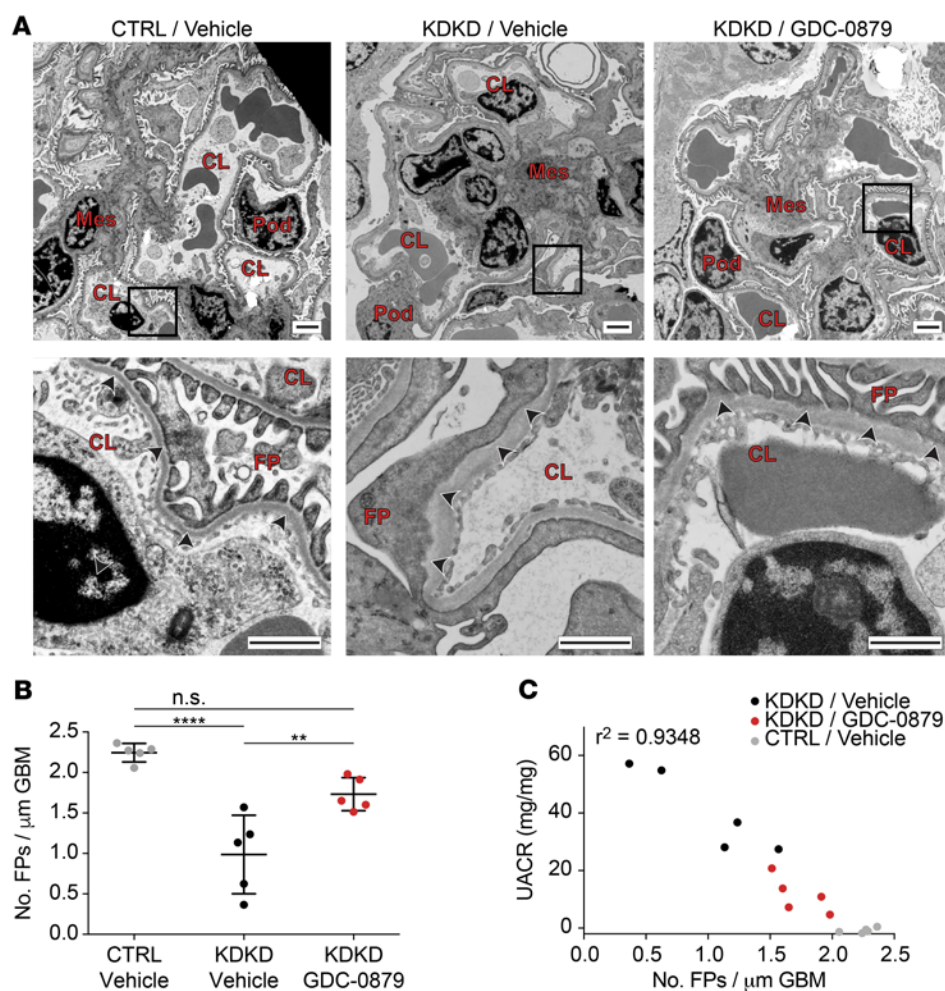 A
CTRL / Vehicle
KDKD / Vehicle
KDKD / GDC-0879
CL
CL
Mes
Pod
CL
CL
CL
Mes
CL
Pod
Mes
Pod
CL
CL
CL
CL
FP
CL
FP
FP
CL
B
n.s.
****
**
No. FPs / μm GBM
2.5
2.0
1.5
1.0
0.5
0.0
CTRL
Vehicle
KDKD
Vehicle
KDKD
GDC-0879
C
KDKD / Vehicle
KDKD / GDC-0879
CTRL / Vehicle
r² = 0.9348
UACR (mg/mg)
60
40
20
0
0 0.5 1.0 1.5 2.0 2.5
No. FPs / μm GBM